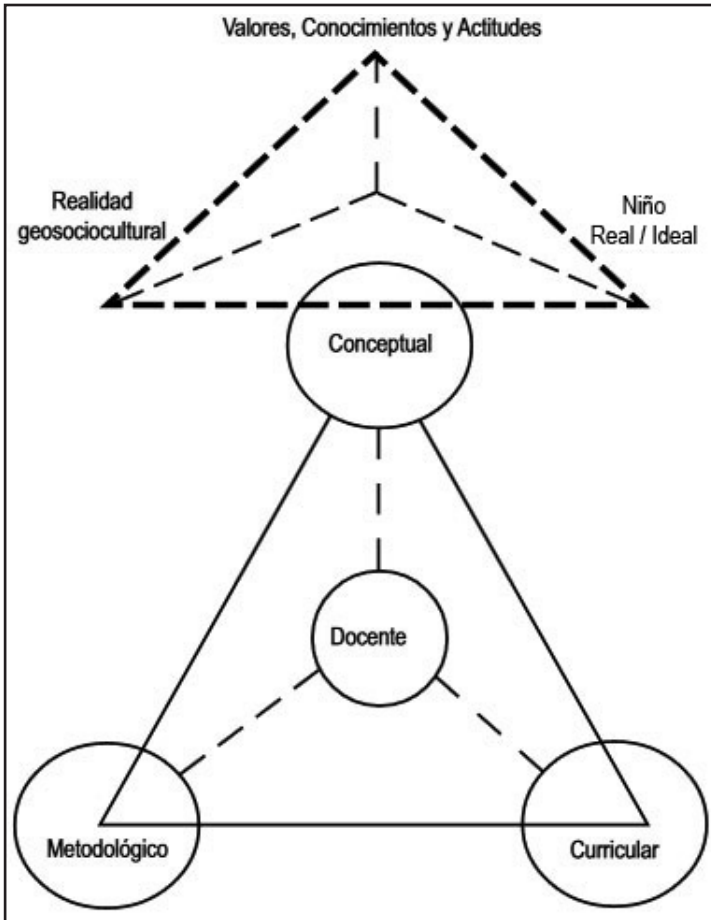 Valores, Conocimientos y Actitudes
Realidad
geosociocultural
Niño
Real / Ideal
Conceptual
Docente
Metodológico
Curricular